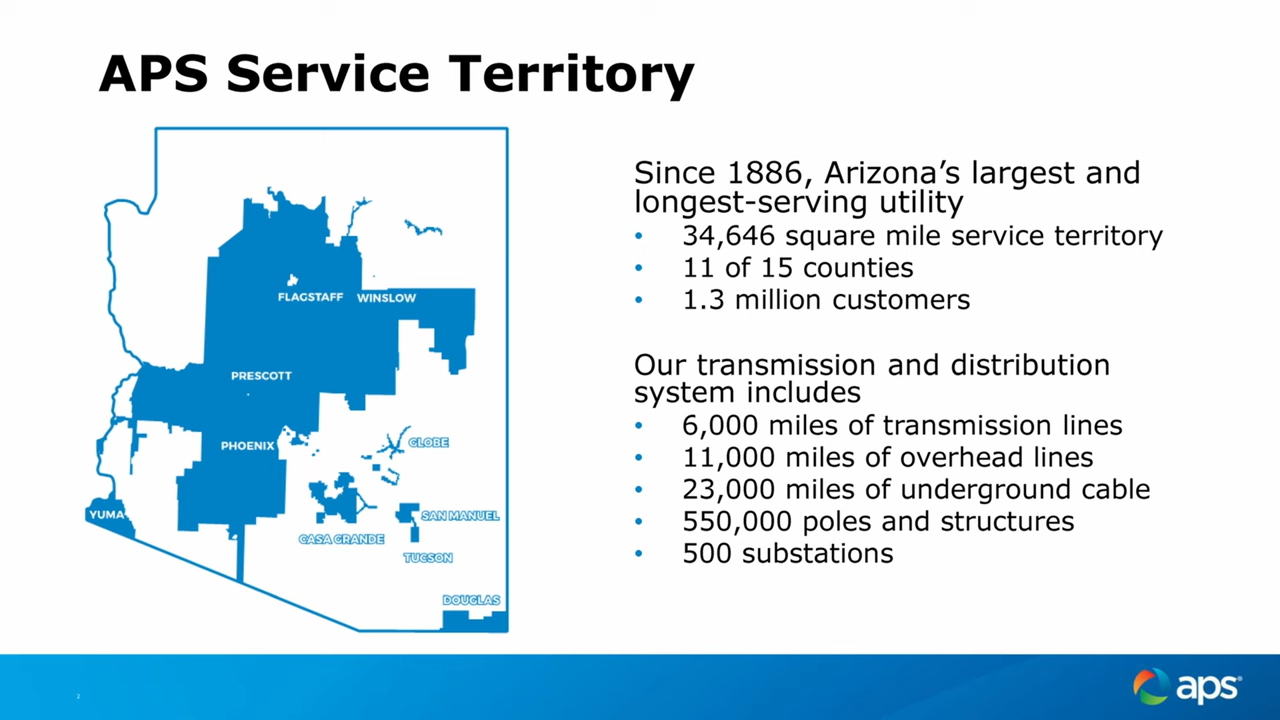 APS Service Territory
Since 1886, Arizona’s largest and
longest-serving utility
• 34,646 square mile service territory
• 11 of 15 counties
• 1.3 million customers
Our transmission and distribution
system includes
• 6,000 miles of transmission lines
• 11,000 miles of overhead lines
• 23,000 miles of underground cable
• 550,000 poles and structures
• 500 substations
FLAGSTAFF
WINSLOW
PRESCOTT
PHOENIX
GLOBE
YUMA
SAN MANUEL
CASA GRANDE
TUCSON
DOUGLAS
2
aps®